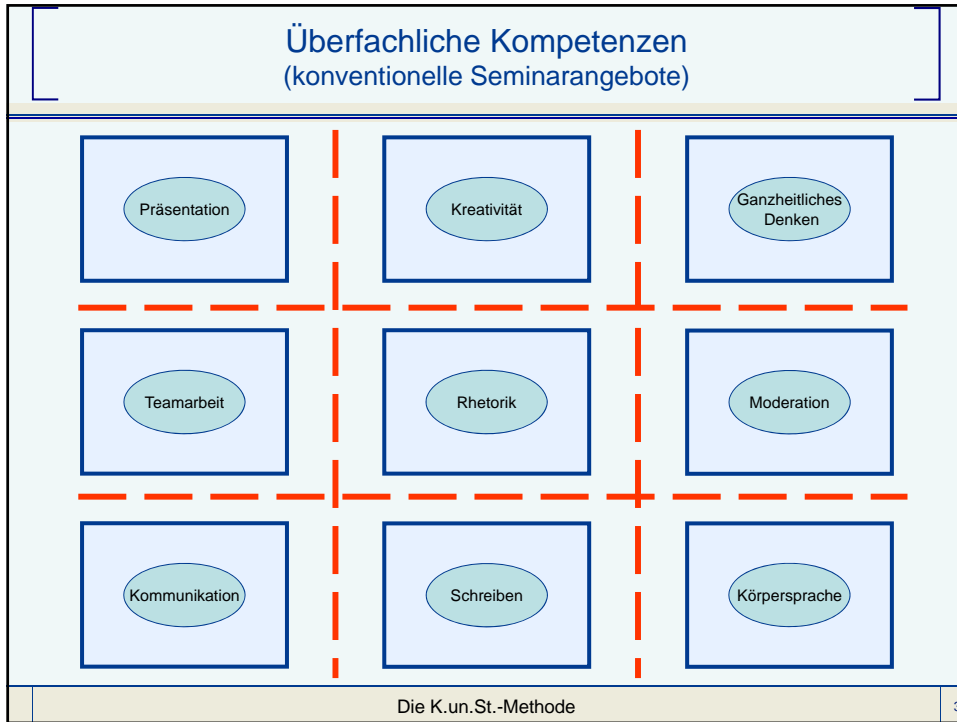 Überfachliche Kompetenzen
(konventionelle Seminarangebote)
Präsentation
Kreativität
Ganzheitliches
Denken
Teamarbeit
Rhetorik
Moderation
Kommunikation
Schreiben
Körpersprache
Die K.un.St.-Methode